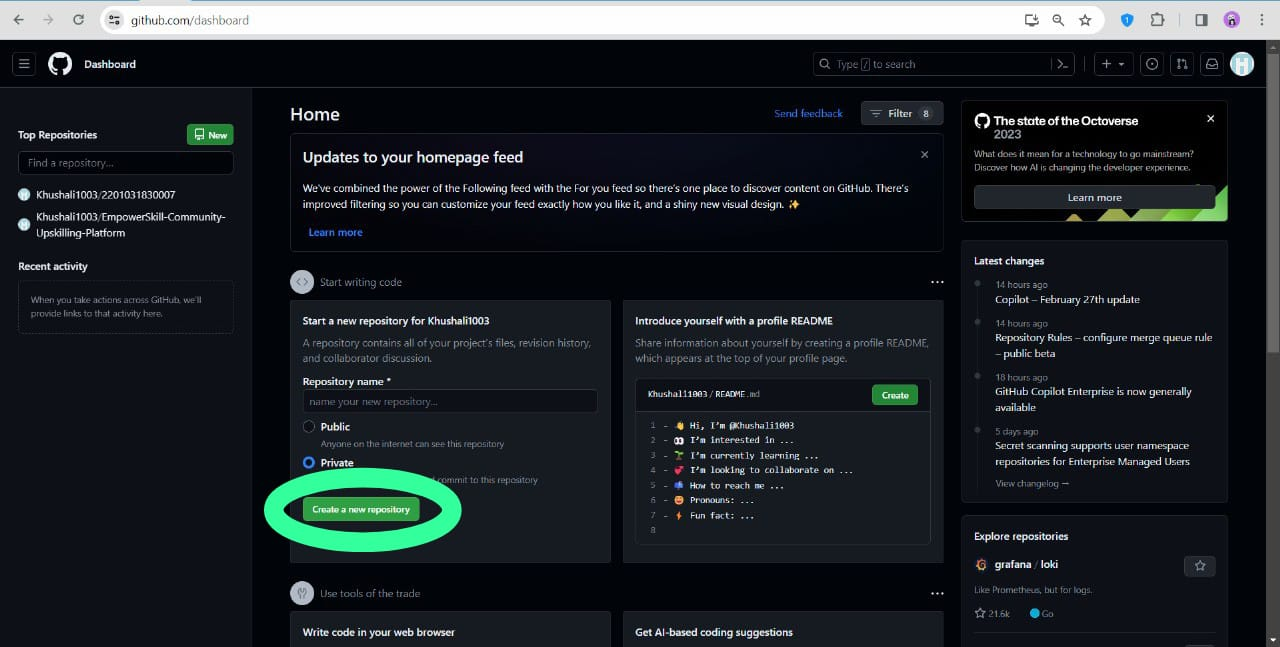 github.com/dashboard
Dashboard
Type / to search
Top Repositories
New
Find a repository...
Khushali1003/2201031830007
Khushali1003/EmpowerSkill-Community-
Upskilling-Platform
Recent activity
When you take actions across GitHub, we'll
provide links to that activity here.
Home
Send feedback
Filter 8
Updates to your homepage feed
We've combined the power of the Following feed with the For you feed so there's one place to discover content on GitHub. There's
improved filtering so you can customize your feed exactly how you like it, and a shiny new visual design. ✨
Learn more
Start writing code
Start a new repository for Khushali1003
A repository contains all of your project's files, revision history,
and collaborator discussion.
Repository name *
name your new repository...
Public
Anyone on the internet can see this repository
Private
commit to this repository
Create a new repository
Introduce yourself with a profile README
Share information about yourself by creating a profile README,
which appears at the top of your profile page.
Khushali1003 / README.md
Create
1 - 👋 Hi, I'm @Khushali1003
2 - 👀 I'm interested in ...
3 - 🌱 I'm currently learning ...
4 - 💞️ I'm looking to collaborate on ...
5 - 📫 How to reach me ...
6 - 😄 Pronouns: ...
7 - ⚡ Fun fact: ...
8
Use tools of the trade
Write code in your web browser
Get AI-based coding suggestions
The state of the Octoverse
2023
What does it mean for a technology to go mainstream?
Discover how AI is changing the developer experience.
Learn more
Latest changes
14 hours ago
Copilot – February 27th update
14 hours ago
Repository Rules – configure merge queue rule
– public beta
18 hours ago
GitHub Copilot Enterprise is now generally
available
5 days ago
Secret scanning supports user namespace
repositories for Enterprise Managed Users
View changelog →
Explore repositories
grafana / loki
Like Prometheus, but for logs.
21.6k Go